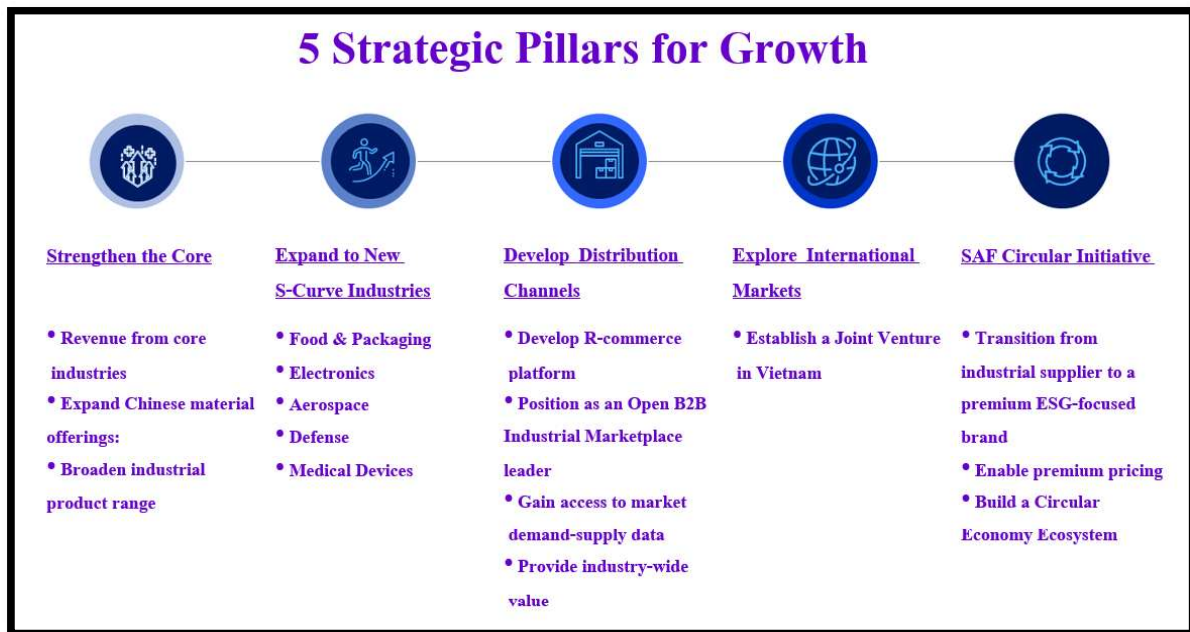 5 Strategic Pillars for Growth
Strengthen the Core
• Revenue from core
industries
• Expand Chinese material
offerings:
• Broaden industrial
product range
Expand to New
S-Curve Industries
• Food & Packaging
• Electronics
• Aerospace
• Defense
• Medical Devices
Develop Distribution
Channels
• Develop R-commerce
platform
• Position as an Open B2B
Industrial Marketplace
leader
• Gain access to market
demand-supply data
• Provide industry-wide
value
Explore International
Markets
• Establish a Joint Venture
in Vietnam
SAF Circular Initiative
• Transition from
industrial supplier to a
premium ESG-focused
brand
• Enable premium pricing
• Build a Circular
Economy Ecosystem